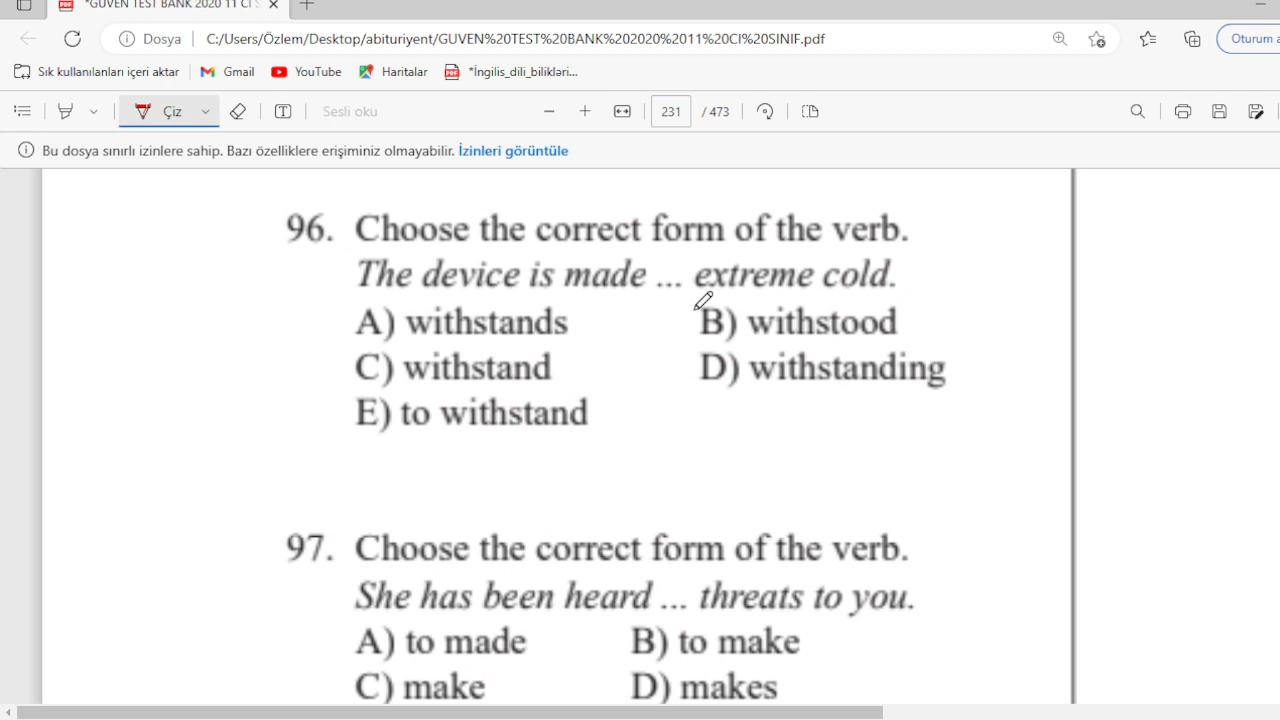 *GUVEN TEST BANK 2020 11 CI S
Dosya C:/Users/Özlem/Desktop/abituriyent/GUVEN%20TEST%20BANK%202020%2011%20CI%20SINIF.pdf Oturum a
Sık kullanılanları içeri aktar Gmail YouTube Haritalar *İngilis_dili_bilikləri...
Çiz Sesli oku 231 /473
Bu dosya sınırlı izinlere sahip. Bazı özelliklere erişiminiz olmayabilir. İzinleri görüntüle
96. Choose the correct form of the verb.
The device is made ... extreme cold.
A) withstands B) withstood
C) withstand D) withstanding
E) to withstand
97. Choose the correct form of the verb.
She has been heard ... threats to you.
A) to made B) to make
C) make D) makes